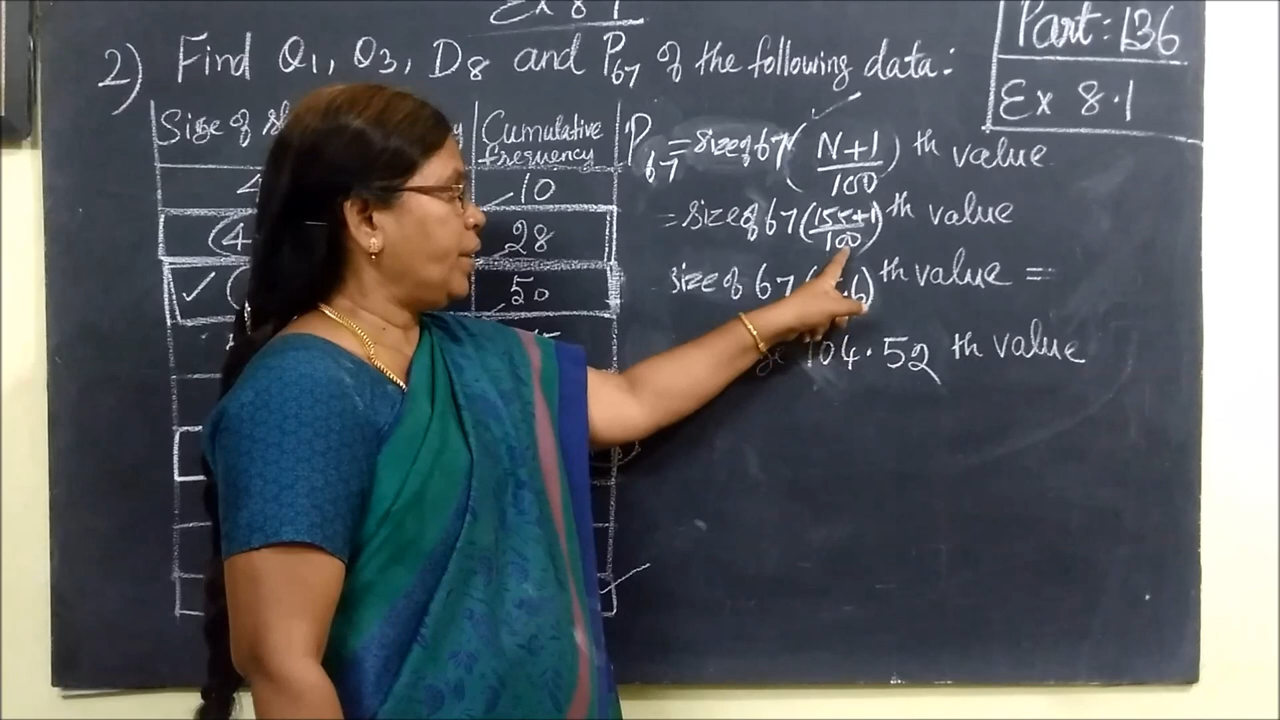 Ex 8.1
Part: 136
Ex 8.1
2) Find Q1, Q3, D8 and P67 of the following data:
Size of
Cumulative frequency
10
28
50
P67 = size of 67 (N+1/100) th value
= size of 67 (155+1/100) th value
size of 67 th value =
104.52 th value